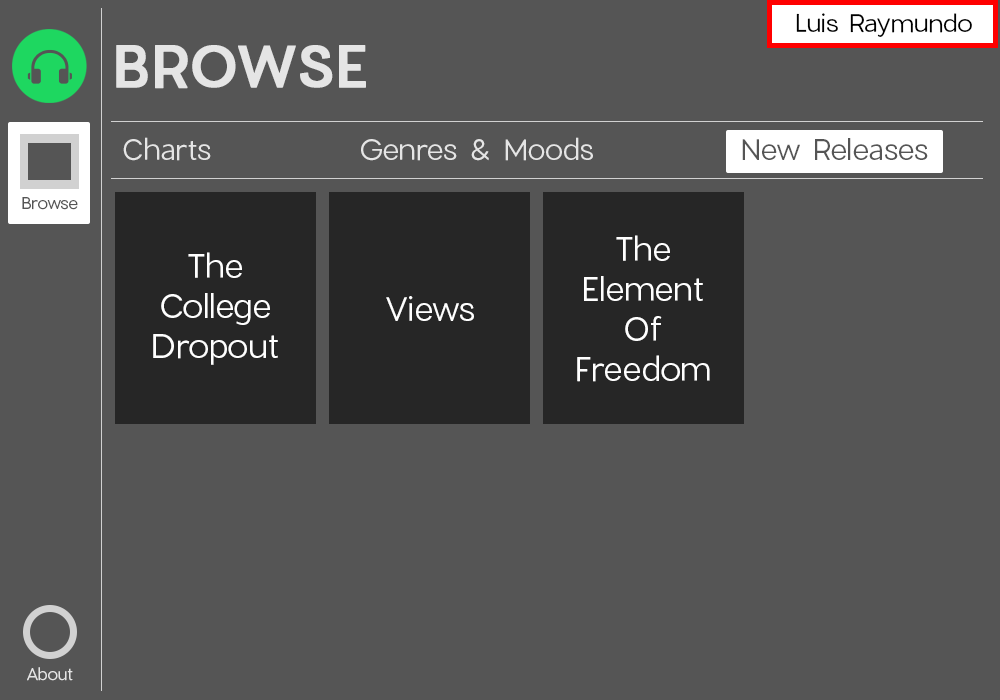 Luis Raymundo
BROWSE
Charts
Genres & Moods
New Releases
Browse
The
College
Dropout
Views
The
Element
Of
Freedom
About